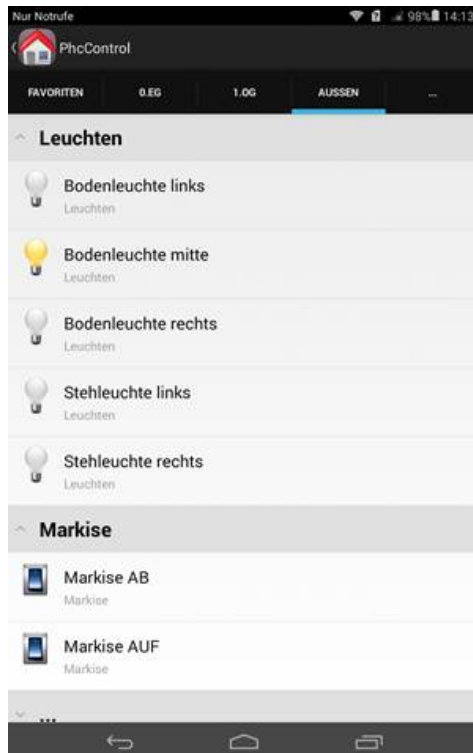 Nur Notrufe 98% 14:13
PhcControl
FAVORITEN 0.EG 1.OG AUSSEN ...
Leuchten
Bodenleuchte links
Leuchten
Bodenleuchte mitte
Leuchten
Bodenleuchte rechts
Leuchten
Stehleuchte links
Leuchten
Stehleuchte rechts
Leuchten
Markise
Markise AB
Markise
Markise AUF
Markise
...